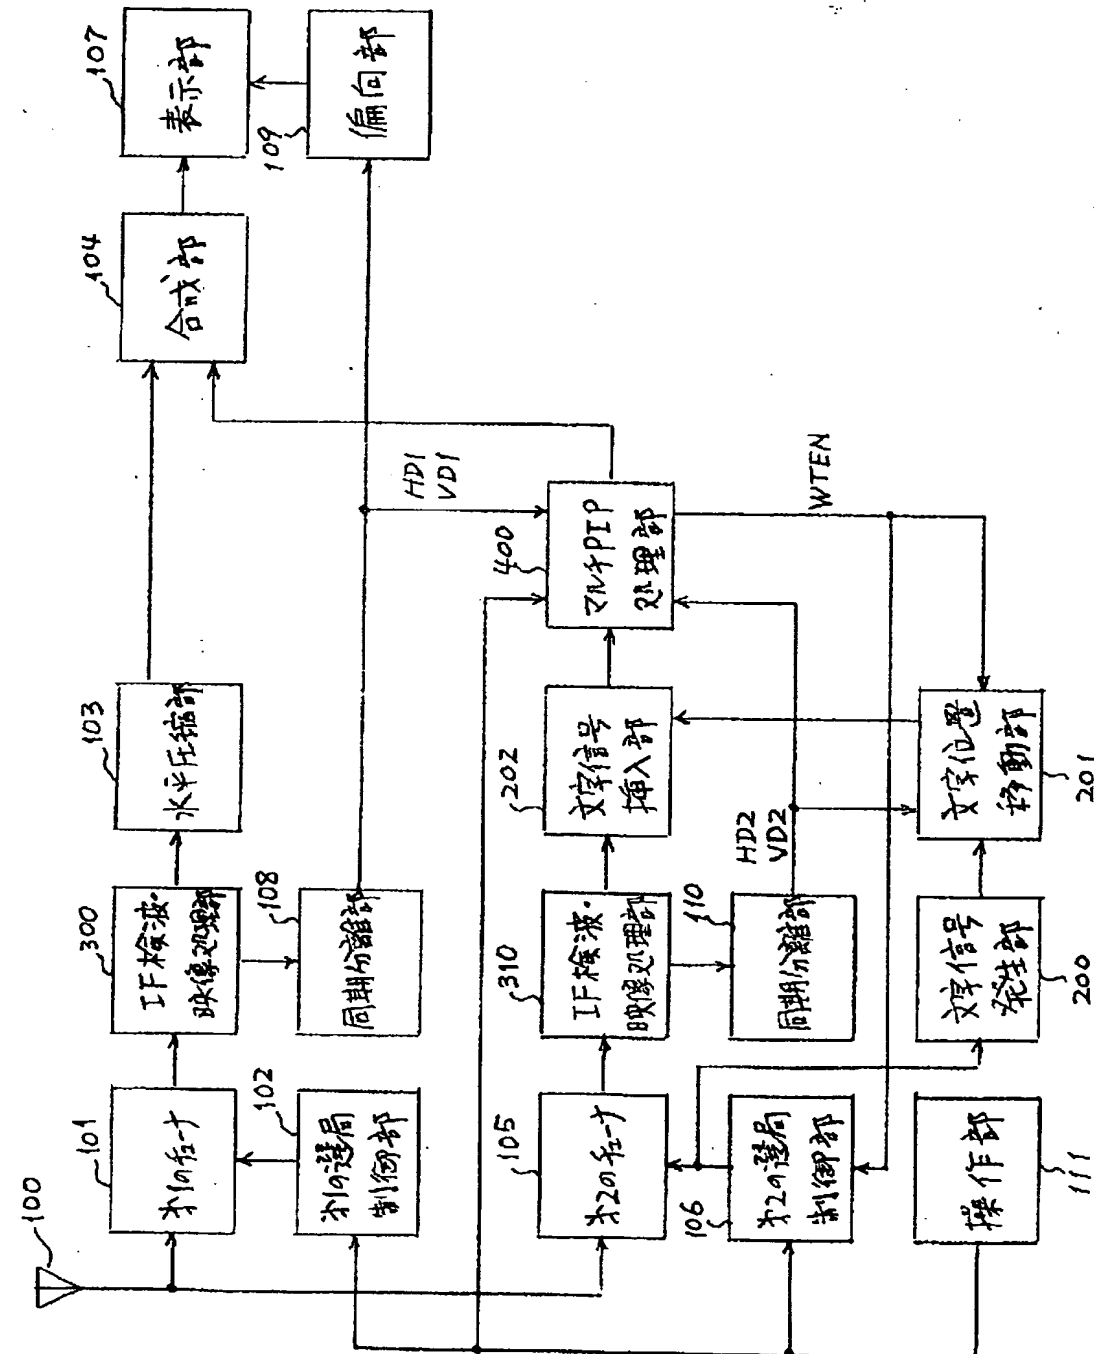 100
101
第1のチューナ
102
第1の選局
制御部
300
IF検波・
映像処理部
108
同期分離部
103
水平圧縮部
104
合成部
107
表示部
109
偏向部
HD1
VD1
105
第2のチューナ
106
第2の選局
制御部
310
IF検波・
映像処理部
110
同期分離部
HD2
VD2
202
文字信号
挿入部
400
マルチPIP
処理部
WTEN
操作部
111
文字信号
発生部
200
文字位置
移動部
201